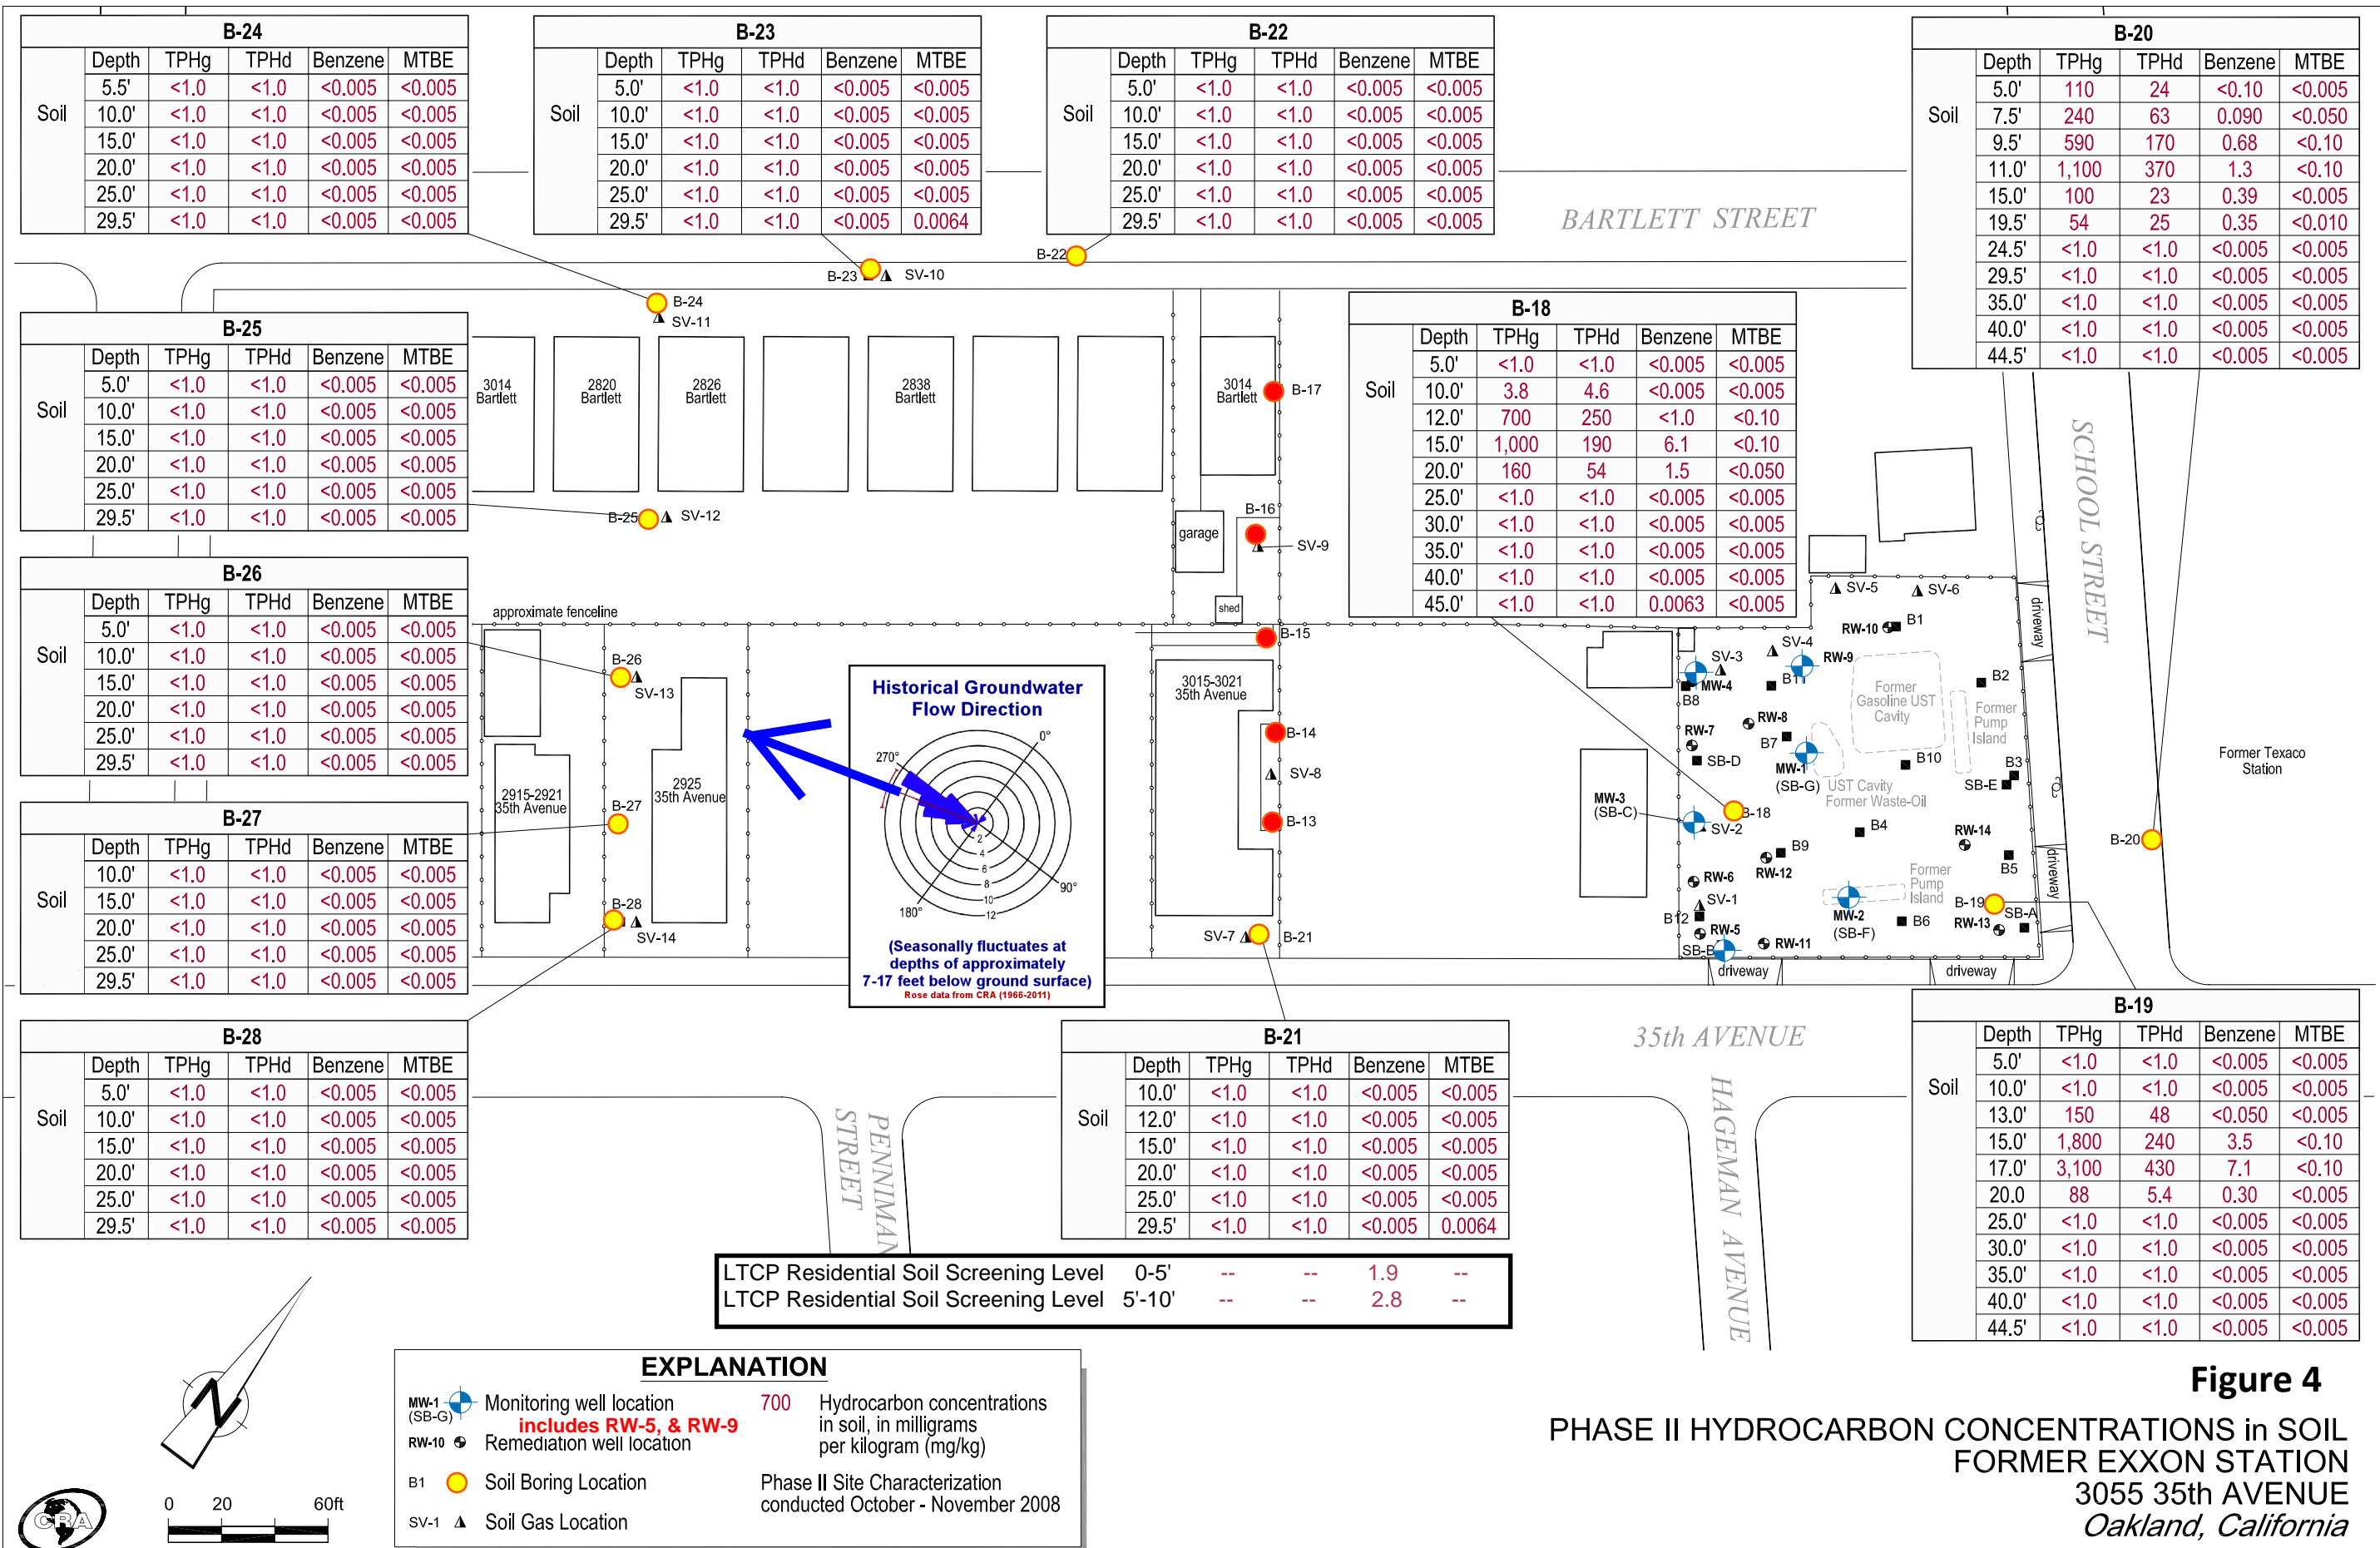 B-24
Depth TPHg TPHd Benzene MTBE
Soil
5.5' <1.0 <1.0 <0.005 <0.005
10.0' <1.0 <1.0 <0.005 <0.005
15.0' <1.0 <1.0 <0.005 <0.005
20.0' <1.0 <1.0 <0.005 <0.005
25.0' <1.0 <1.0 <0.005 <0.005
29.5' <1.0 <1.0 <0.005 <0.005
B-23
Depth TPHg TPHd Benzene MTBE
Soil
5.0' <1.0 <1.0 <0.005 <0.005
10.0' <1.0 <1.0 <0.005 <0.005
15.0' <1.0 <1.0 <0.005 <0.005
20.0' <1.0 <1.0 <0.005 <0.005
25.0' <1.0 <1.0 <0.005 <0.005
29.5' <1.0 <1.0 <0.005 0.0064
B-22
Depth TPHg TPHd Benzene MTBE
Soil
5.0' <1.0 <1.0 <0.005 <0.005
10.0' <1.0 <1.0 <0.005 <0.005
15.0' <1.0 <1.0 <0.005 <0.005
20.0' <1.0 <1.0 <0.005 <0.005
25.0' <1.0 <1.0 <0.005 <0.005
29.5' <1.0 <1.0 <0.005 <0.005
B-20
Depth TPHg TPHd Benzene MTBE
Soil
5.0' 110 24 <0.10 <0.005
7.5' 240 63 0.090 <0.050
9.5' 590 170 0.68 <0.10
11.0' 1,100 370 1.3 <0.10
15.0' 100 23 0.39 <0.005
19.5' 54 25 0.35 <0.010
24.5' <1.0 <1.0 <0.005 <0.005
29.5' <1.0 <1.0 <0.005 <0.005
35.0' <1.0 <1.0 <0.005 <0.005
40.0' <1.0 <1.0 <0.005 <0.005
44.5' <1.0 <1.0 <0.005 <0.005
BARTLETT STREET
B-22
B-23
SV-10
B-24
SV-11
B-25
Depth TPHg TPHd Benzene MTBE
Soil
5.0' <1.0 <1.0 <0.005 <0.005
10.0' <1.0 <1.0 <0.005 <0.005
15.0' <1.0 <1.0 <0.005 <0.005
20.0' <1.0 <1.0 <0.005 <0.005
25.0' <1.0 <1.0 <0.005 <0.005
29.5' <1.0 <1.0 <0.005 <0.005
3014
Bartlett
2820
Bartlett
2826
Bartlett
2838
Bartlett
3014
Bartlett
B-17
B-25
SV-12
B-16
garage
SV-9
shed
B-18
Depth TPHg TPHd Benzene MTBE
Soil
5.0' <1.0 <1.0 <0.005 <0.005
10.0' 3.8 4.6 <0.005 <0.005
12.0' 700 250 <1.0 <0.10
15.0' 1,000 190 6.1 <0.10
20.0' 160 54 1.5 <0.050
25.0' <1.0 <1.0 <0.005 <0.005
30.0' <1.0 <1.0 <0.005 <0.005
35.0' <1.0 <1.0 <0.005 <0.005
40.0' <1.0 <1.0 <0.005 <0.005
45.0' <1.0 <1.0 0.0063 <0.005
SCHOOL STREET
B-26
Depth TPHg TPHd Benzene MTBE
Soil
5.0' <1.0 <1.0 <0.005 <0.005
10.0' <1.0 <1.0 <0.005 <0.005
15.0' <1.0 <1.0 <0.005 <0.005
20.0' <1.0 <1.0 <0.005 <0.005
25.0' <1.0 <1.0 <0.005 <0.005
29.5' <1.0 <1.0 <0.005 <0.005
approximate fenceline
B-26
SV-13
2915-2921
35th Avenue
2925
35th Avenue
B-27
B-28
SV-14
Historical Groundwater
Flow Direction
0°
270°
90°
180°
2
4
6
8
10
12
(Seasonally fluctuates at
depths of approximately
7-17 feet below ground surface)
Rose data from CRA (1966-2011)
B-15
3015-3021
35th Avenue
B-14
SV-8
B-13
SV-7
B-21
SV-5
SV-6
driveway
RW-10
B1
SV-4
SV-3
RW-9
MW-4
B8
B11
B2
Former
Gasoline UST
Cavity
Former
Pump
Island
RW-8
RW-7
B7
SB-D
MW-1
(SB-G)
B10
B3
SB-E
UST Cavity
Former Waste-Oil
Former Texaco
Station
MW-3
(SB-C)
SV-2
B-18
B4
RW-14
B-20
B9
RW-12
B5
driveway
RW-6
SV-1
B12
RW-5
SB-B
RW-11
MW-2
(SB-F)
Former
Pump
Island
B6
B-19
SB-A
RW-13
driveway
driveway
B-27
Depth TPHg TPHd Benzene MTBE
Soil
10.0' <1.0 <1.0 <0.005 <0.005
15.0' <1.0 <1.0 <0.005 <0.005
20.0' <1.0 <1.0 <0.005 <0.005
25.0' <1.0 <1.0 <0.005 <0.005
29.5' <1.0 <1.0 <0.005 <0.005
B-28
Depth TPHg TPHd Benzene MTBE
Soil
5.0' <1.0 <1.0 <0.005 <0.005
10.0' <1.0 <1.0 <0.005 <0.005
15.0' <1.0 <1.0 <0.005 <0.005
20.0' <1.0 <1.0 <0.005 <0.005
25.0' <1.0 <1.0 <0.005 <0.005
29.5' <1.0 <1.0 <0.005 <0.005
PENNIMAN
STREET
B-21
Depth TPHg TPHd Benzene MTBE
Soil
10.0' <1.0 <1.0 <0.005 <0.005
12.0' <1.0 <1.0 <0.005 <0.005
15.0' <1.0 <1.0 <0.005 <0.005
20.0' <1.0 <1.0 <0.005 <0.005
25.0' <1.0 <1.0 <0.005 <0.005
29.5' <1.0 <1.0 <0.005 0.0064
35th AVENUE
HAGEMAN AVENUE
B-19
Depth TPHg TPHd Benzene MTBE
Soil
5.0' <1.0 <1.0 <0.005 <0.005
10.0' <1.0 <1.0 <0.005 <0.005
13.0' 150 48 <0.050 <0.005
15.0' 1,800 240 3.5 <0.10
17.0' 3,100 430 7.1 <0.10
20.0 88 5.4 0.30 <0.005
25.0' <1.0 <1.0 <0.005 <0.005
30.0' <1.0 <1.0 <0.005 <0.005
35.0' <1.0 <1.0 <0.005 <0.005
40.0' <1.0 <1.0 <0.005 <0.005
44.5' <1.0 <1.0 <0.005 <0.005
LTCP Residential Soil Screening Level 0-5' -- -- 1.9 --
LTCP Residential Soil Screening Level 5'-10' -- -- 2.8 --
N
CRA
0 20 60ft
EXPLANATION
MW-1
(SB-G)
Monitoring well location
includes RW-5, & RW-9
RW-10 Remediation well location
B1 Soil Boring Location
SV-1 Soil Gas Location
700 Hydrocarbon concentrations
in soil, in milligrams
per kilogram (mg/kg)
Phase II Site Characterization
conducted October - November 2008
Figure 4
PHASE II HYDROCARBON CONCENTRATIONS in SOIL
FORMER EXXON STATION
3055 35th AVENUE
Oakland, California